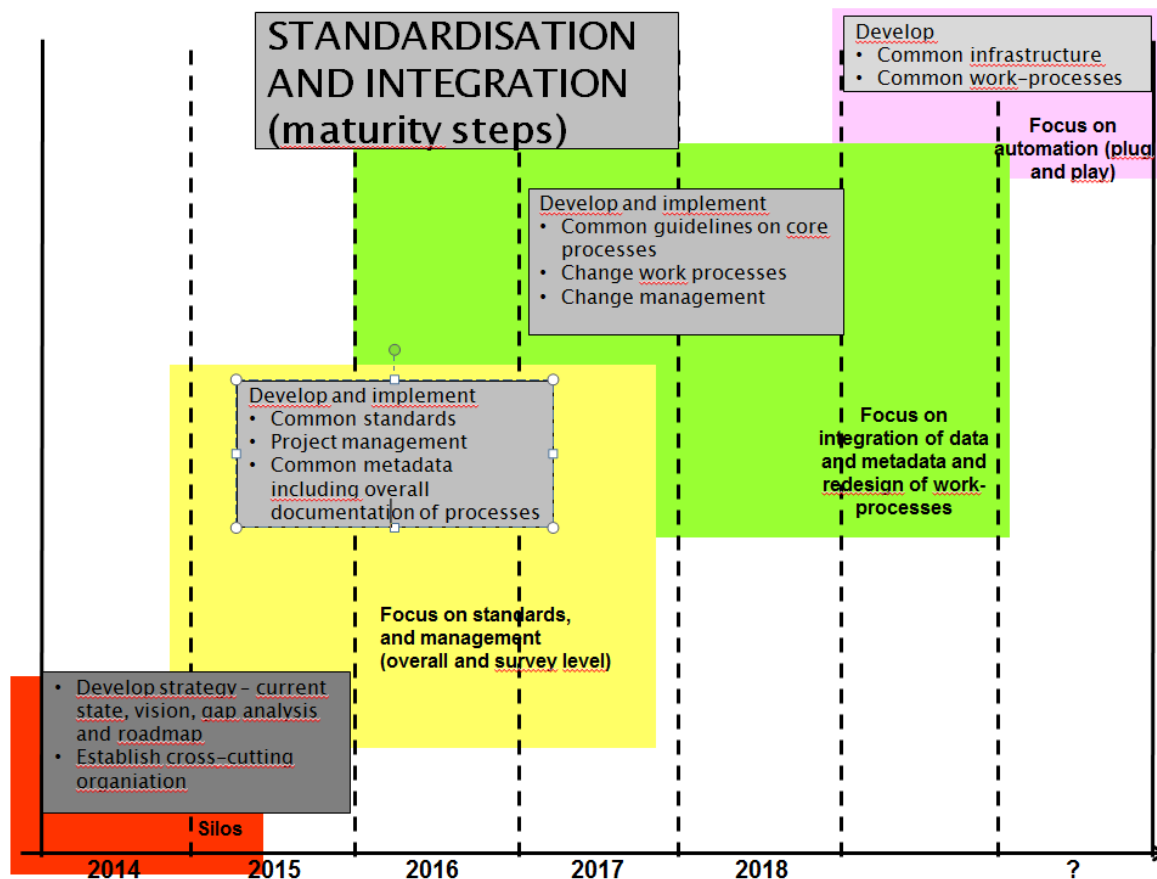 STANDARDISATION
AND INTEGRATION
(maturity steps)
Develop
• Common infrastructure
• Common work-processes
Focus on
automation (plug
and play)
Develop and implement
• Common guidelines on core
processes
• Change work processes
• Change management
Focus on
integration of data
and metadata and
redesign of work-
processes
Develop and implement
• Common standards
• Project management
• Common metadata
including overall
documentation of processes
Focus on standards,
and management
(overall and survey level)
• Develop strategy – current
state, vision, gap analysis
and roadmap
• Establish cross-cutting
organiation
Silos
2014 2015 2016 2017 2018 ?